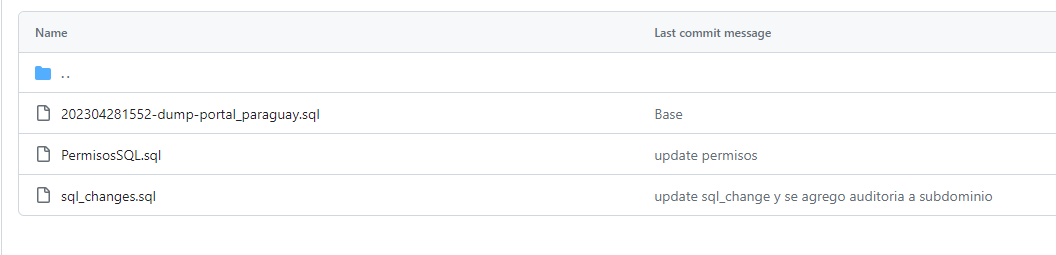 Name Last commit message
..
202304281552-dump-portal_paraguay.sql Base
PermisosSQL.sql update permisos
sql_changes.sql update sql_change y se agrego auditoria a subdominio